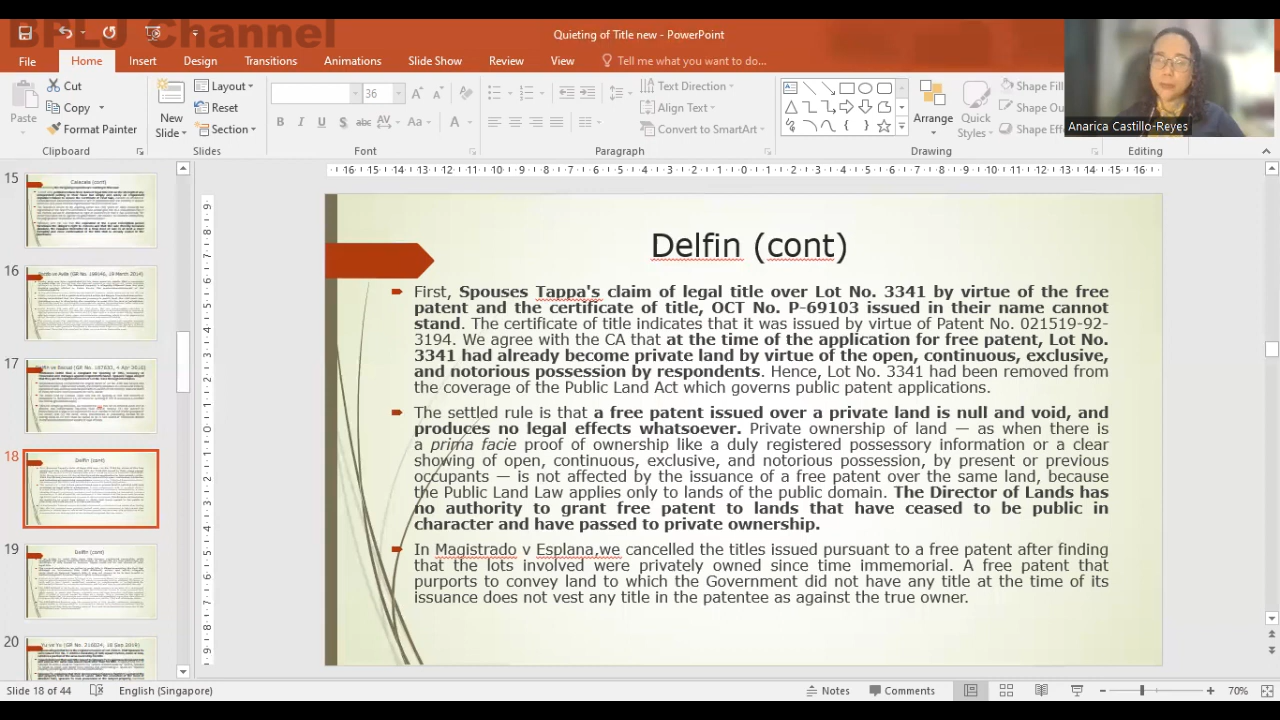 BPLJ Channel
Quieting of Title new - PowerPoint
File Home Insert Design Transitions Animations Slide Show Review View Tell me what you want to do...
Paste
Cut
Copy
Format Painter
Clipboard
New Slide
Layout
Reset
Section
Slides
36
B I U S abc AV Aa A
Font
Text Direction
Align Text
Convert to SmartArt
Paragraph
Arrange
Quick Styles
Shape Fill
Shape Ou
Shape Effe
Drawing
Editing
Anarica Castillo-Reyes
15
16
17
18
19
20
Delfin (cont)
First, Spouses Tappa's claim of legal title over Lot No. 3341 by virtue of the free
patent and the certificate of title, OCT No. P-69103 issued in their name cannot
stand. The certificate of title indicates that it was issued by virtue of Patent No. 021519-92-
3194. We agree with the CA that at the time of the application for free patent, Lot No.
3341 had already become private land by virtue of the open, continuous, exclusive,
and notorious possession by respondents. Hence, Lot No. 3341 had been removed from
the coverage of the Public Land Act which governs public patent applications.
The settled rule is that a free patent issued over a private land is null and void, and
produces no legal effects whatsoever. Private ownership of land — as when there is
a prima facie proof of ownership like a duly registered possessory information or a clear
showing of open, continuous, exclusive, and notorious possession, by present or previous
occupants — is not affected by the issuance of a free patent over the same land, because
the Public Land law applies only to lands of the public domain. The Director of Lands has
no authority to grant free patent to lands that have ceased to be public in
character and have passed to private ownership.
In Magistrado v Esplana,we cancelled the titles issued pursuant to a free patent after finding
that the lots involved were privately owned since time immemorial. A free patent that
purports to convey land to which the Government did not have any title at the time of its
issuance does not vest any title in the patentee as against the true owner.
Slide 18 of 44 English (Singapore) Notes Comments 70%